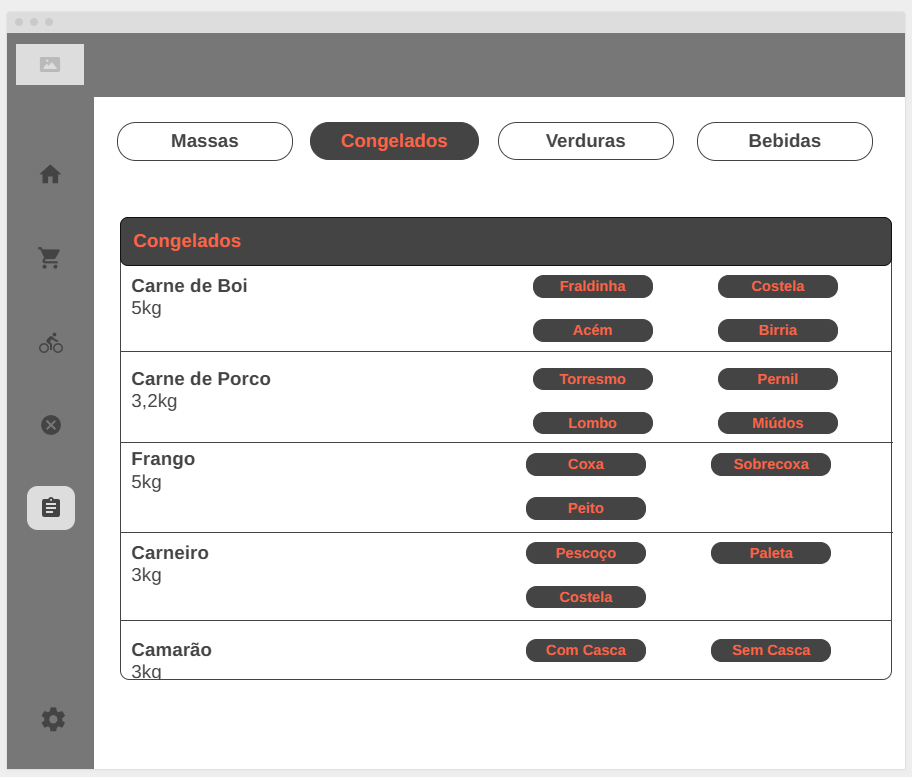 Massas Congelados Verduras Bebidas
Congelados
Carne de Boi Fraldinha Costela
5kg
Acém Birria
Carne de Porco Torresmo Pernil
3,2kg
Lombo Miúdos
Frango Coxa Sobrecoxa
5kg
Peito
Carneiro Pescoço Paleta
3kg
Costela
Camarão Com Casca Sem Casca
3kg